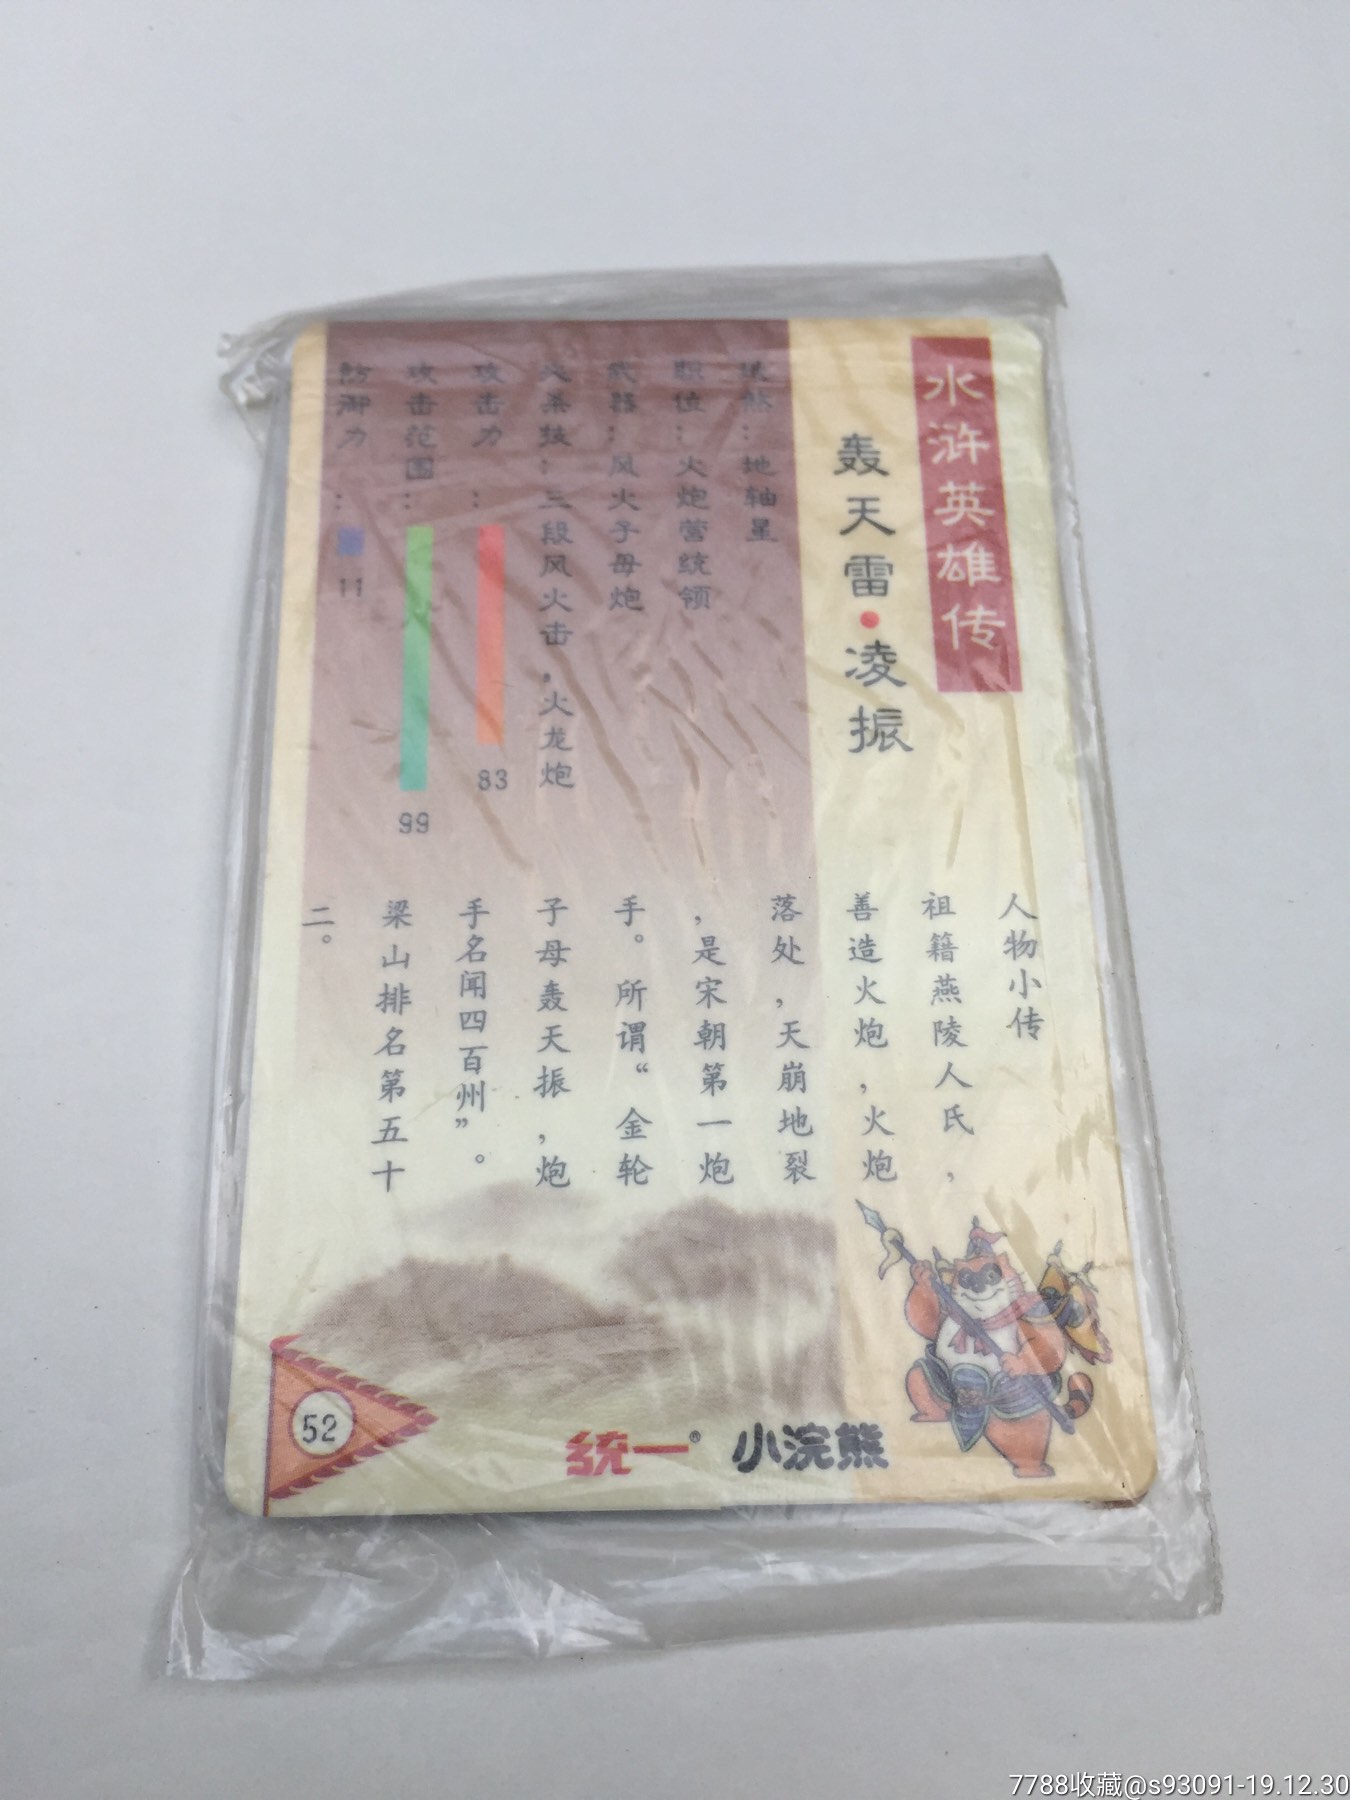 水浒英雄传
轰天雷·凌振
星煞：地轴星
职位：火炮营统领
武器：风火子母炮
必杀技：三段风火击，火龙炮
攻击力：83
攻击范围：99
防御力：11
人物小传
祖籍燕陵人氏，
善造火炮，火炮
落处，天崩地裂
，是宋朝第一炮
手。所谓“金轮
子母轰天振，炮
手名闻四百州”。
梁山排名第五十
二。
52
统一® 小浣熊
7788收藏@s93091-19.12.30